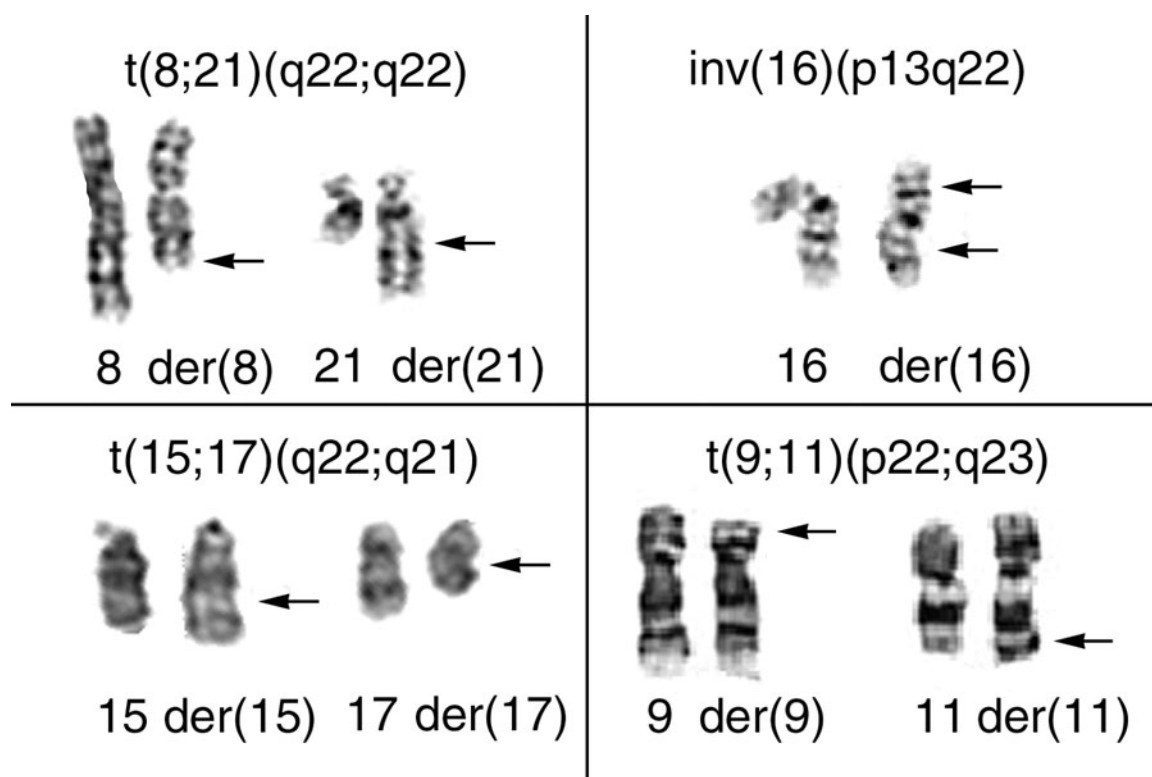 t(8;21)(q22;q22)
8 der(8) 21 der(21)
inv(16)(p13q22)
16 der(16)
t(15;17)(q22;q21)
15 der(15) 17 der(17)
t(9;11)(p22;q23)
9 der(9) 11 der(11)